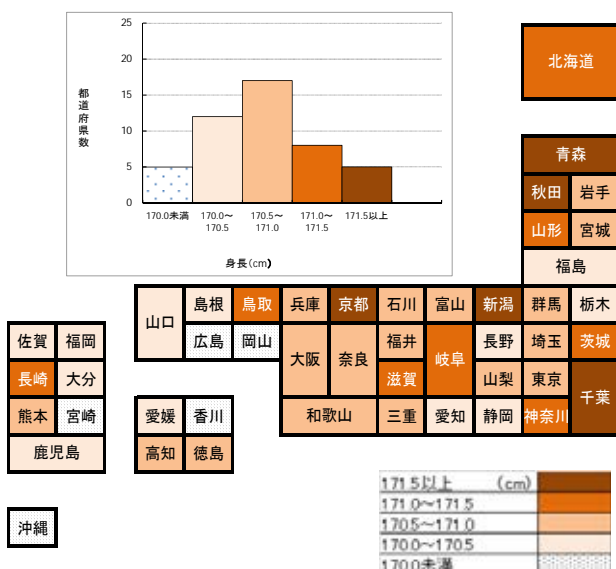 25
20
15
10
5
0
都道府県数
170.0未満 170.0～170.5 170.5～171.0 171.0～171.5 171.5以上
身長(cm)
北海道
青森
秋田 岩手
山形 宮城
福島
山口 島根 鳥取 兵庫 京都 石川 富山 新潟 群馬 栃木
佐賀 福岡 広島 岡山 大阪 奈良 福井 岐阜 長野 埼玉 茨城
長崎 大分 滋賀 山梨 東京 千葉
熊本 宮崎 愛媛 香川 和歌山 三重 愛知 静岡 神奈川
鹿児島 高知 徳島
沖縄
171.5以上 (cm)
171.0～171.5
170.5～171.0
170.0～170.5
170.0未満